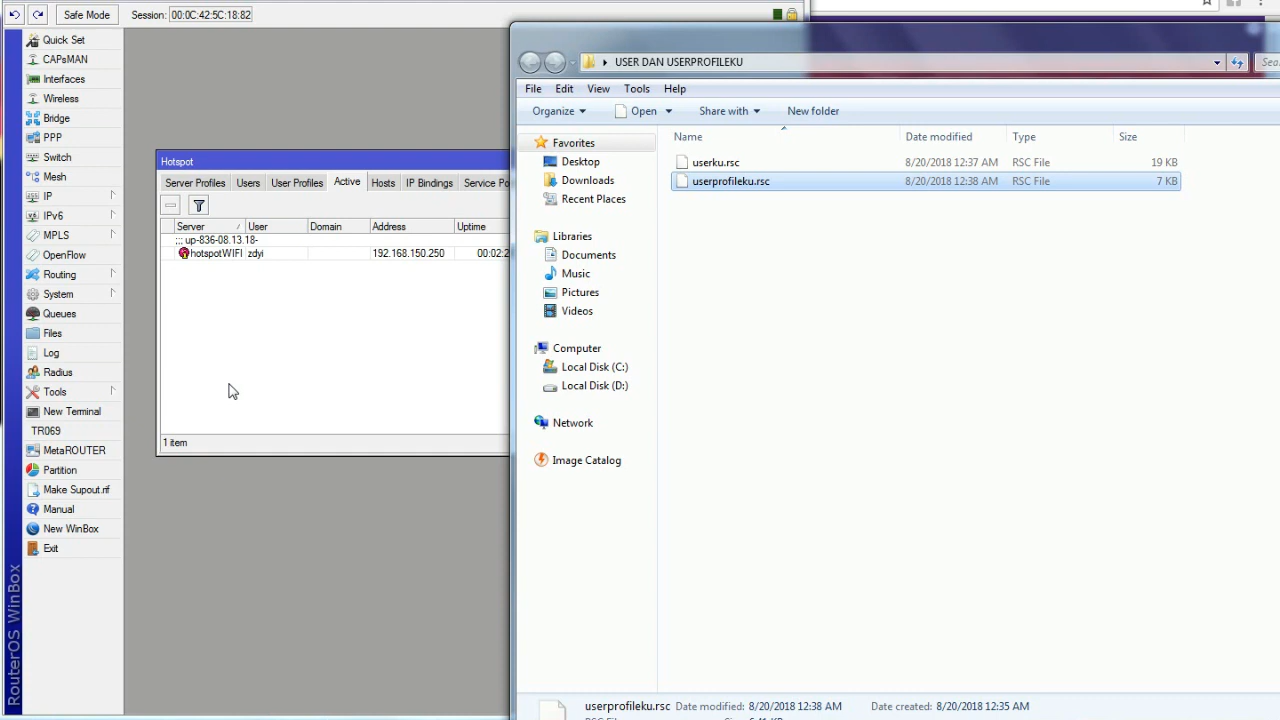 Safe Mode Session: 00:0C:42:5C:18:82
Quick Set
CAPsMAN
Interfaces
Wireless
Bridge
PPP
Switch
Mesh
IP
IPv6
MPLS
OpenFlow
Routing
System
Queues
Files
Log
Radius
Tools
New Terminal
TR069
MetaROUTER
Partition
Make Supout.rif
Manual
New WinBox
Exit
RouterOS WinBox
Hotspot
Server Profiles Users User Profiles Active Hosts IP Bindings Service Po
Server User Domain Address Uptime
::: up-836-08.13.18-
hotspotWIFI zdyi 192.168.150.250 00:02:2
1 item
USER DAN USERPROFILEKU
File Edit View Tools Help
Organize Open Share with New folder
Favorites
Desktop
Downloads
Recent Places
Libraries
Documents
Music
Pictures
Videos
Computer
Local Disk (C:)
Local Disk (D:)
Network
Image Catalog
Name Date modified Type Size
userku.rsc 8/20/2018 12:37 AM RSC File 19 KB
userprofileku.rsc 8/20/2018 12:38 AM RSC File 7 KB
userprofileku.rsc Date modified: 8/20/2018 12:38 AM Date created: 8/20/2018 12:35 AM